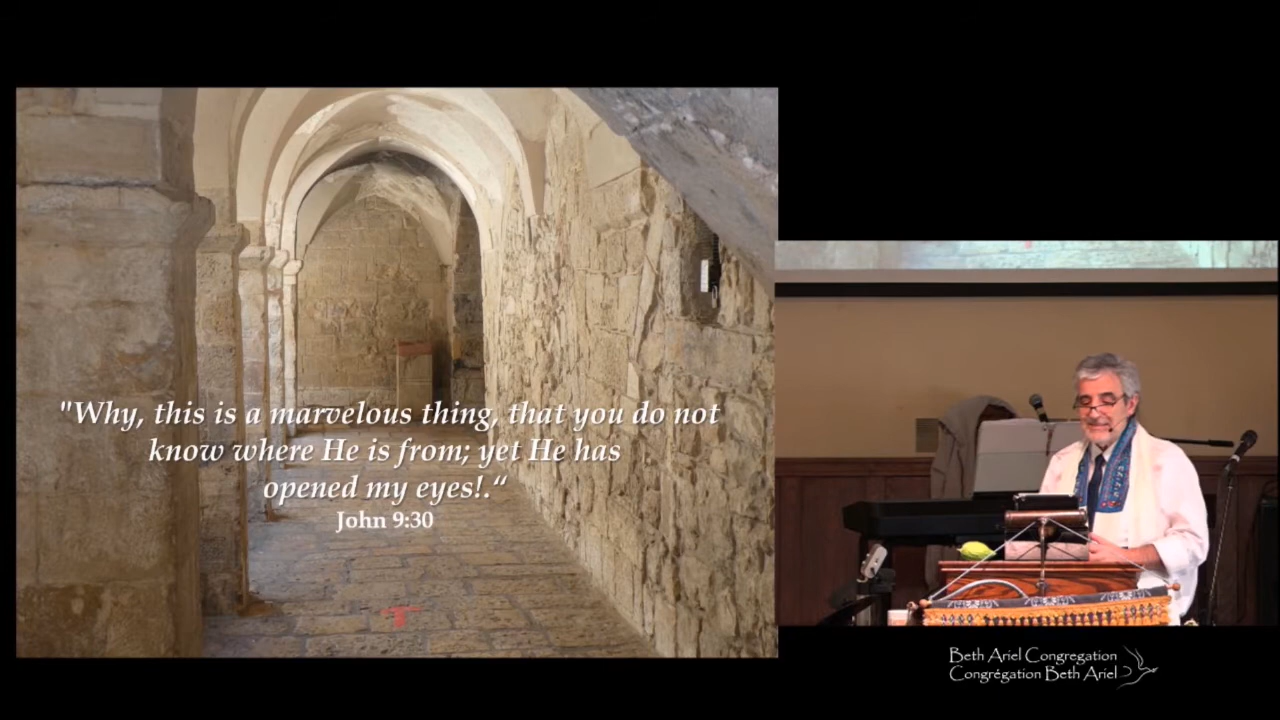 "Why, this is a marvelous thing, that you do not
know where He is from; yet He has
opened my eyes!.“
John 9:30
Beth Ariel Congregation
Congrégation Beth Ariel